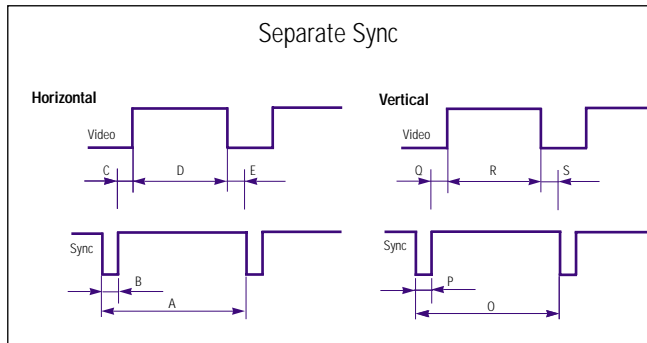 Separate Sync
Horizontal
Vertical
Video
Video
C D E
Q R S
Sync
Sync
B
P
A
O